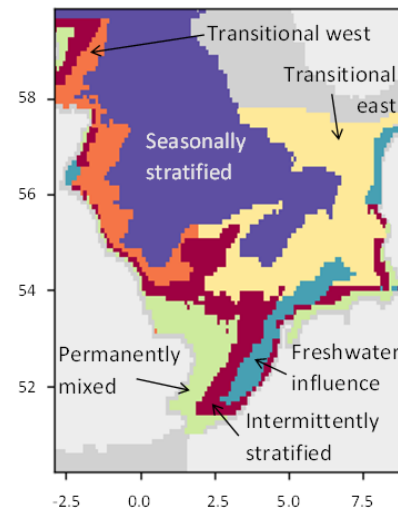 Transitional west
Transitional
east
58
Seasonally
stratified
56
54
Permanently
mixed
Freshwater
influence
52
Intermittently
stratified
-2.5 0.0 2.5 5.0 7.5